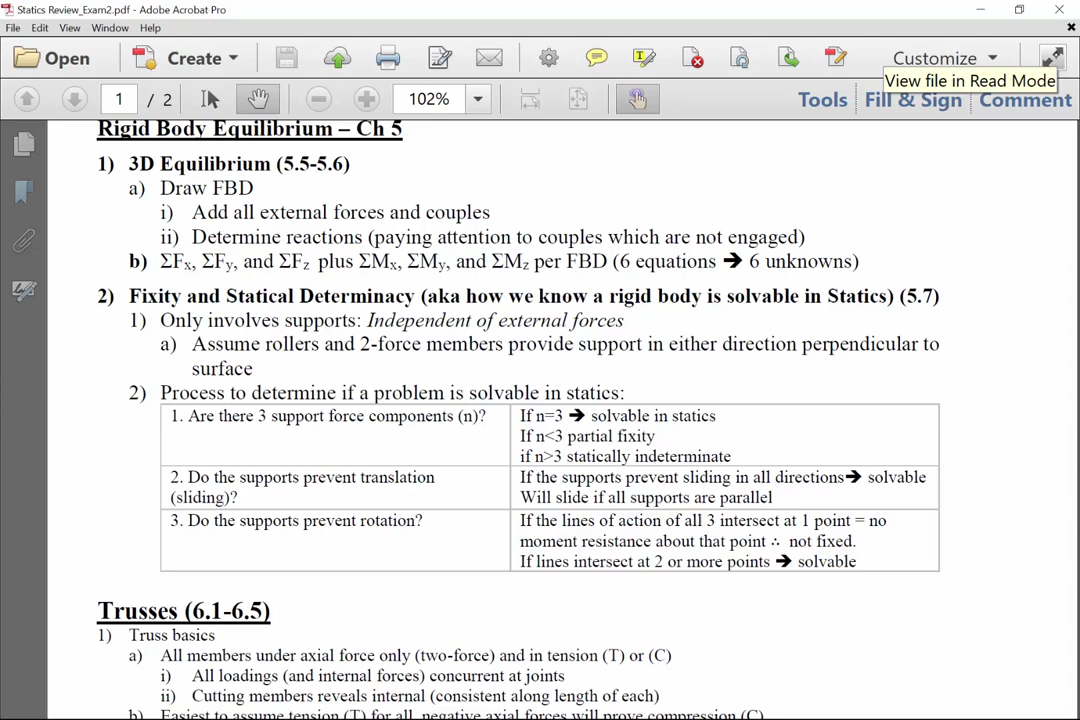 Statics Review_Exam2.pdf - Adobe Acrobat Pro
File Edit View Window Help
Open Create Customize
View file in Read Mode
1 / 2 102% Tools Fill & Sign Comment
Rigid Body Equilibrium – Ch 5
1) 3D Equilibrium (5.5-5.6)
a) Draw FBD
i) Add all external forces and couples
ii) Determine reactions (paying attention to couples which are not engaged)
b) ΣFx, ΣFy, and ΣFz plus ΣMx, ΣMy, and ΣMz per FBD (6 equations ➔ 6 unknowns)
2) Fixity and Statical Determinacy (aka how we know a rigid body is solvable in Statics) (5.7)
1) Only involves supports: Independent of external forces
a) Assume rollers and 2-force members provide support in either direction perpendicular to
surface
2) Process to determine if a problem is solvable in statics:
1. Are there 3 support force components (n)?
If n=3 ➔ solvable in statics
If n<3 partial fixity
if n>3 statically indeterminate
2. Do the supports prevent translation
(sliding)?
If the supports prevent sliding in all directions➔ solvable
Will slide if all supports are parallel
3. Do the supports prevent rotation?
If the lines of action of all 3 intersect at 1 point = no
moment resistance about that point ∴ not fixed.
If lines intersect at 2 or more points ➔ solvable
Trusses (6.1-6.5)
1) Truss basics
a) All members under axial force only (two-force) and in tension (T) or (C)
i) All loadings (and internal forces) concurrent at joints
ii) Cutting members reveals internal (consistent along length of each)
b) Easiest to assume tension (T) for all, negative axial forces will prove compression (C)